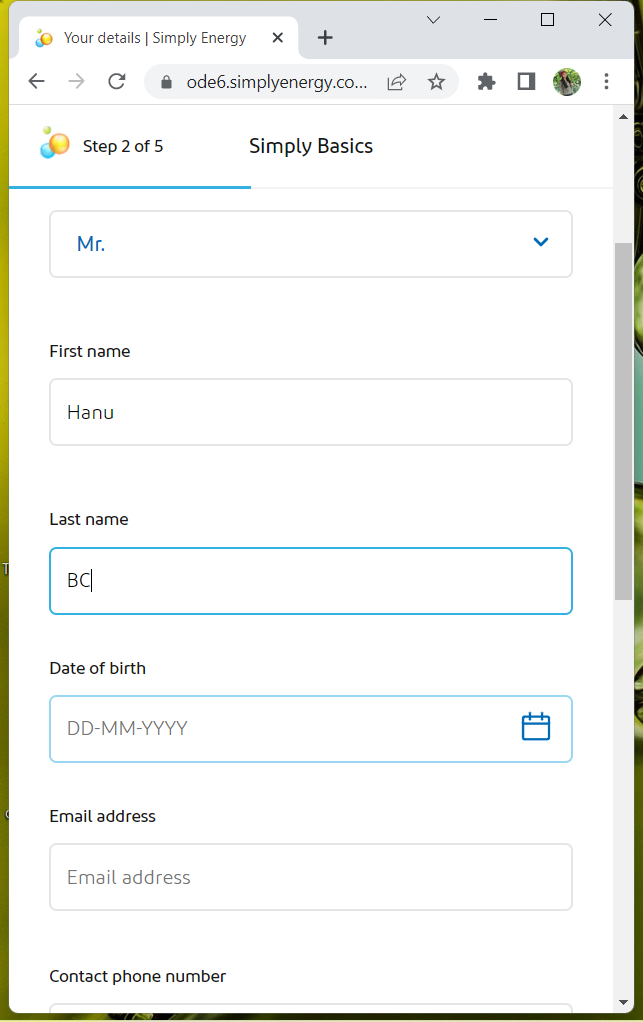 Your details | Simply Energy
ode6.simplyenergy.co...
Step 2 of 5
Simply Basics
Mr.
First name
Hanu
Last name
BC
Date of birth
DD-MM-YYYY
Email address
Email address
Contact phone number